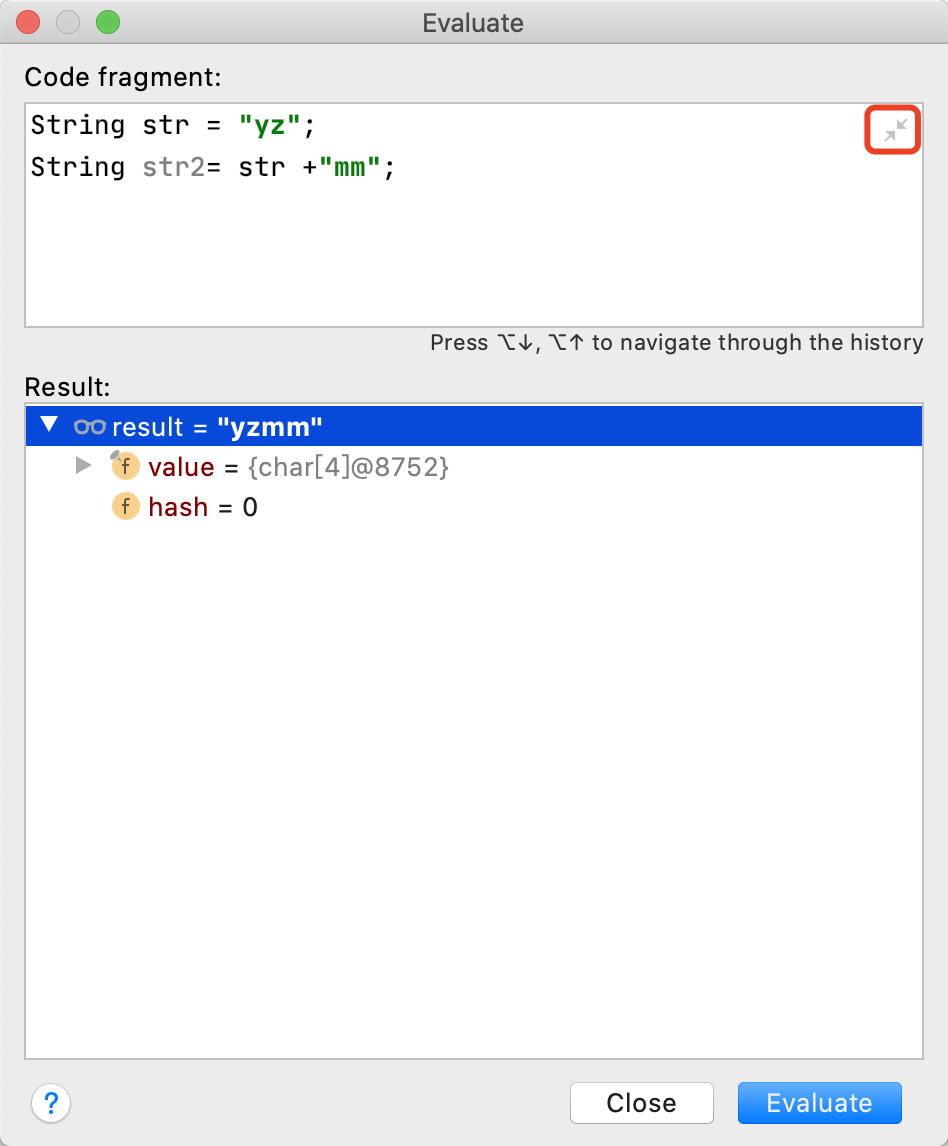 Evaluate
Code fragment:
String str = "yz";
String str2= str +"mm";
Press ⌥↓, ⌥↑ to navigate through the history
Result:
result = "yzmm"
f value = {char[4]@8752}
f hash = 0
? Close Evaluate